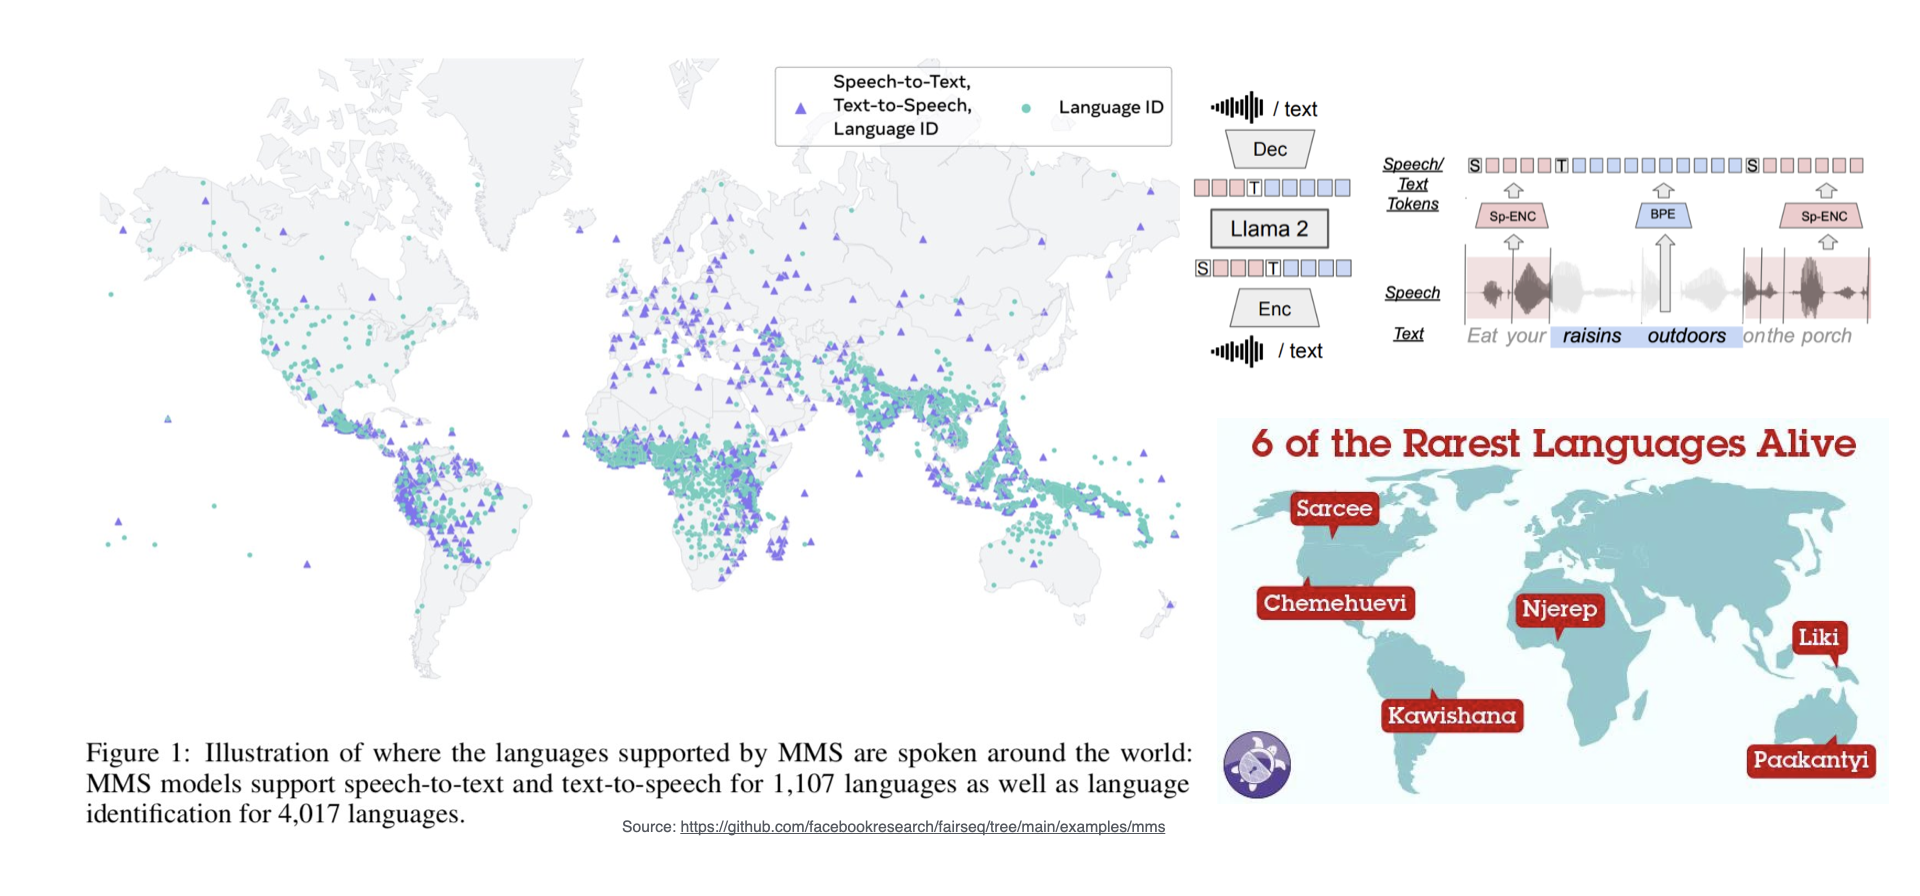 Speech-to-Text,
Text-to-Speech,
Language ID
Language ID
Figure 1: Illustration of where the languages supported by MMS are spoken around the world:
MMS models support speech-to-text and text-to-speech for 1,107 languages as well as language
identification for 4,017 languages.
Source: https://github.com/facebookresearch/fairseq/tree/main/examples/mms
/ text
Dec
T
Llama 2
S T
Enc
/ text
Speech/
Text
Tokens
S T S
Sp-ENC BPE Sp-ENC
Speech
Text
Eat your raisins outdoors on the porch
6 of the Rarest Languages Alive
Sarcee
Chemehuevi
Njerep
Liki
Kawishana
Paakantyi